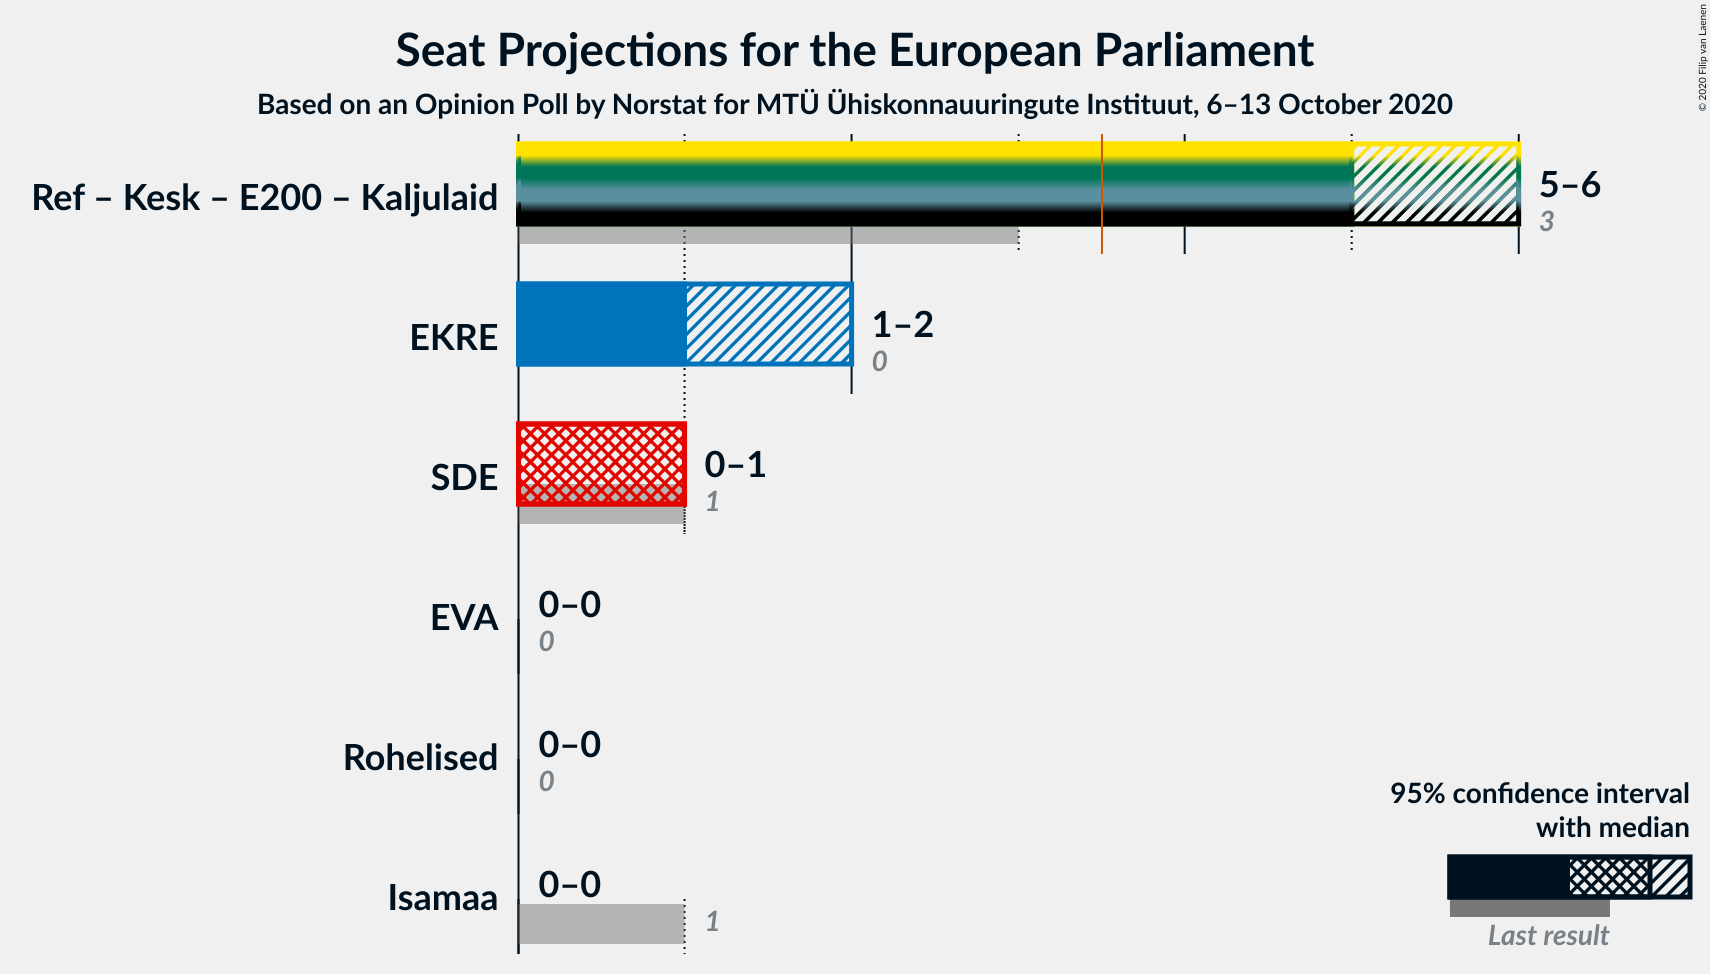 Seat Projections for the European Parliament
Based on an Opinion Poll by Norstat for MTÜ Ühiskonnauuringute Instituut, 6–13 October 2020
© 2020 Filip van Laenen
Ref – Kesk – E200 – Kaljulaid
5–6
3
EKRE
1–2
0
SDE
0–1
1
EVA
0–0
0
Rohelised
0–0
0
Isamaa
0–0
1
95% confidence interval
with median
Last result